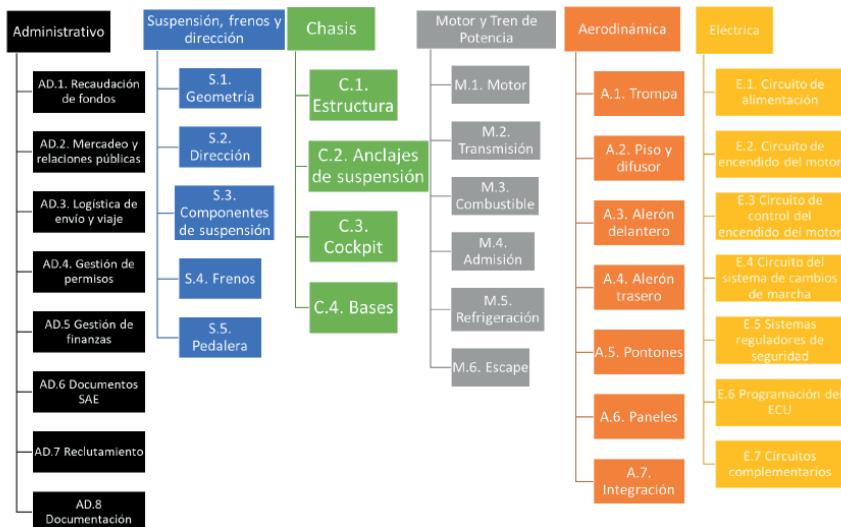 Administrativo
AD.1. Recaudación
de fondos
AD.2. Mercadeo y
relaciones públicas
AD.3. Logística de
envío y viaje
AD.4. Gestión de
permisos
AD.5 Gestión de
finanzas
AD.6 Documentos
SAE
AD.7 Reclutamiento
AD.8
Documentación
Suspensión, frenos y
dirección
S.1.
Geometría
S.2.
Dirección
S.3.
Componentes
de suspensión
S.4. Frenos
S.5.
Pedalera
Chasis
C.1.
Estructura
C.2. Anclajes
de suspensión
C.3.
Cockpit
C.4. Bases
Motor y Tren de
Potencia
M.1. Motor
M.2.
Transmisión
M.3.
Combustible
M.4.
Admisión
M.5.
Refrigeración
M.6. Escape
Aerodinámica
A.1. Trompa
A.2. Piso y
difusor
A.3. Alerón
delantero
A.4. Alerón
trasero
A.5. Pontones
A.6. Paneles
A.7.
Integración
Eléctrica
E.1. Circuito de
alimentación
E.2. Circuito de
encendido del motor
E.3 Circuito de
control del
encendido del motor
E.4 Circuito del
sistema de cambios
de marcha
E.5 Sistemas
reguladores de
seguridad
E.6 Programación del
ECU
E.7 Circuitos
complementarios